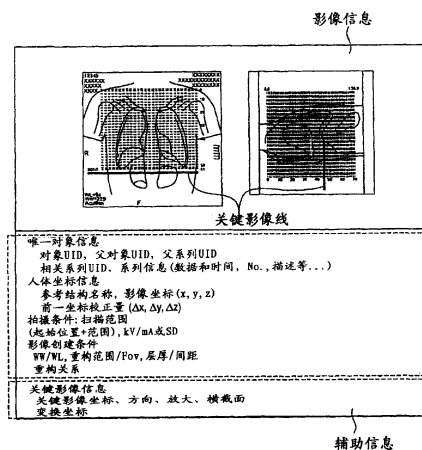 影像信息
12345
XXXXX
XXXXX
XXXXX
R
F
关键影像线
唯一对象信息
对象UID, 父对象UID, 父系列UID
相关系列UID、系列信息(数据和时间, No., 描述等...)
人体坐标信息
参考结构名称, 影像坐标(x, y, z)
前一坐标校正量(Δx, Δy, Δz)
拍摄条件:扫描范围
(起始位置+范围), kV/mA或SD
影像创建条件
WW/WL, 重构范围/Fov, 层厚/间距
重构关系
关键影像信息
关键影像坐标、方向、放大、横截面
变换坐标
辅助信息